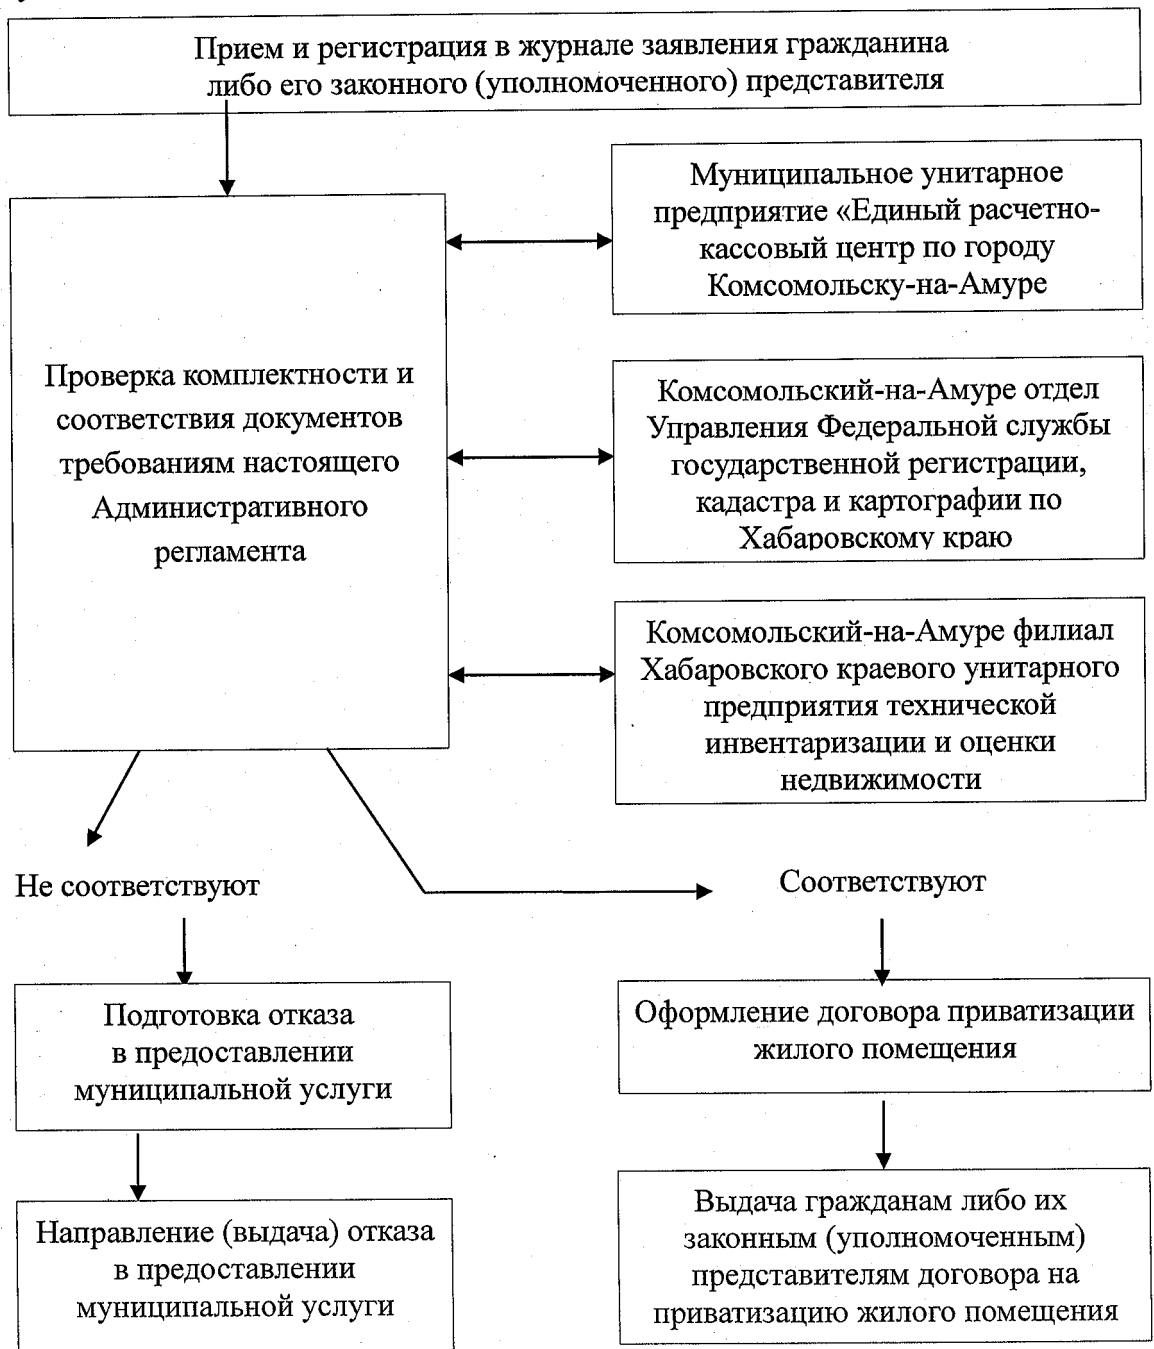 Прием и регистрация в журнале заявления гражданина
либо его законного (уполномоченного) представителя
Муниципальное унитарное
предприятие «Единый расчетно-
кассовый центр по городу
Комсомольску-на-Амуре
Проверка комплектности и
соответствия документов
требованиям настоящего
Административного
регламента
Комсомольский-на-Амуре отдел
Управления Федеральной службы
государственной регистрации,
кадастра и картографии по
Хабаровскому краю
Комсомольский-на-Амуре филиал
Хабаровского краевого унитарного
предприятия технической
инвентаризации и оценки
недвижимости
Не соответствуют
Соответствуют
Подготовка отказа
в предоставлении
муниципальной услуги
Оформление договора приватизации
жилого помещения
Направление (выдача) отказа
в предоставлении
муниципальной услуги
Выдача гражданам либо их
законным (уполномоченным)
представителям договора на
приватизацию жилого помещения